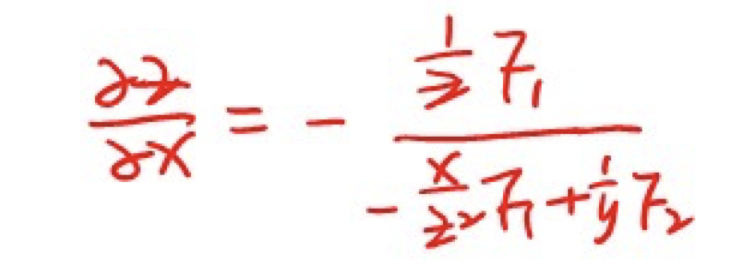 ∂z/∂x = - (1/z F₁)/(-x/z² F₁ + 1/y F₂)